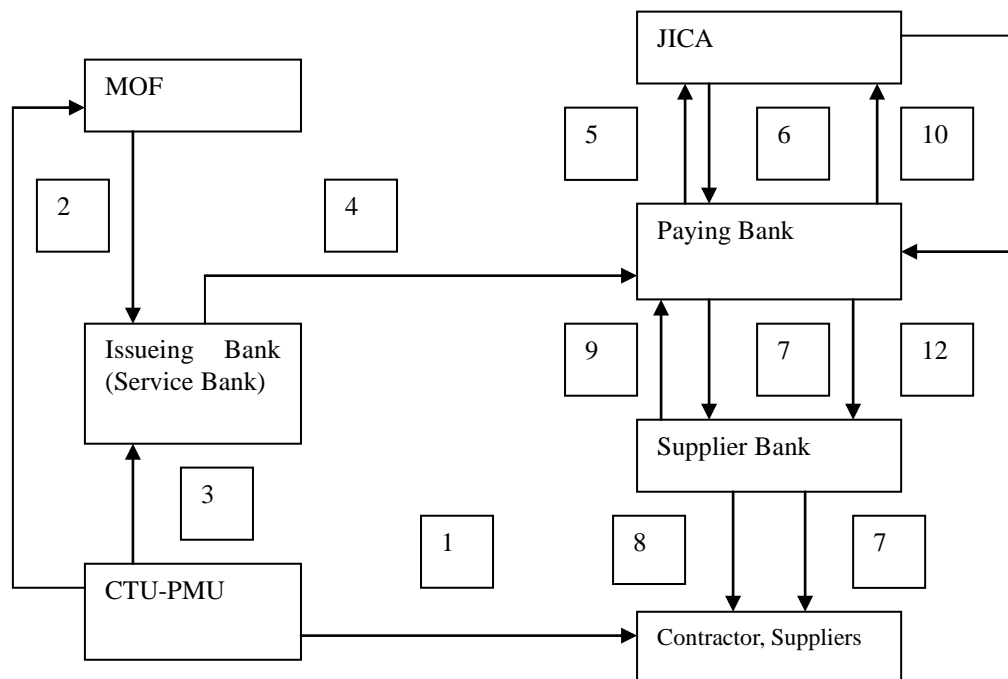 JICA
MOF
5
6
10
2
4
Paying Bank
Issueing Bank
(Service Bank)
9
7
12
Supplier Bank
3
1
8
7
CTU-PMU
Contractor, Suppliers